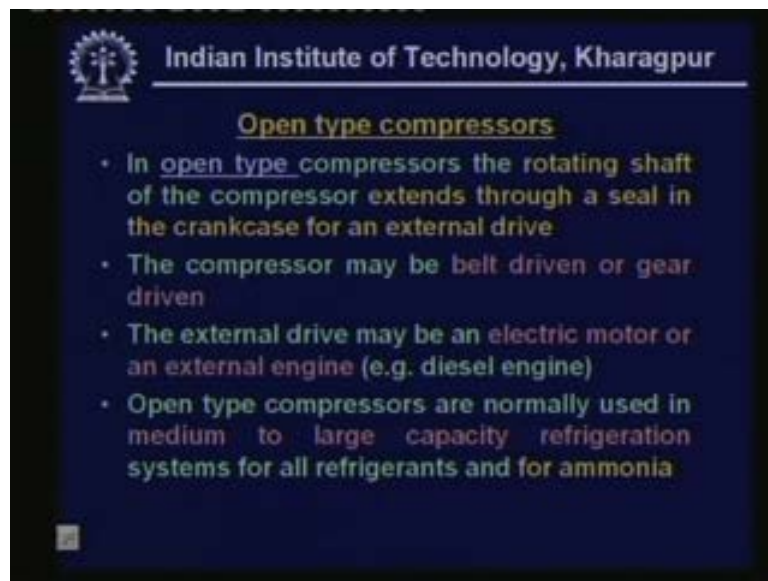 Indian Institute of Technology, Kharagpur
Open type compressors
• In open type compressors the rotating shaft
of the compressor extends through a seal in
the crankcase for an external drive
• The compressor may be belt driven or gear
driven
• The external drive may be an electric motor or
an external engine (e.g. diesel engine)
• Open type compressors are normally used in
medium to large capacity refrigeration
systems for all refrigerants and for ammonia